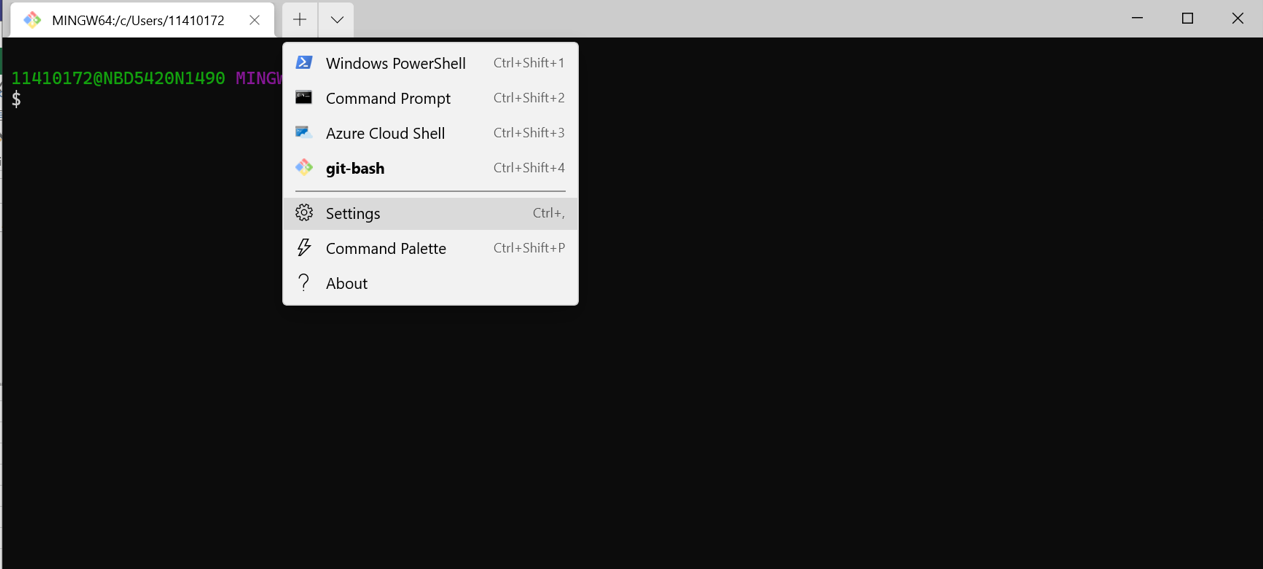 MINGW64:/c/Users/11410172
11410172@NBD5420N1490 MINGW
$
Windows PowerShell Ctrl+Shift+1
Command Prompt Ctrl+Shift+2
Azure Cloud Shell Ctrl+Shift+3
git-bash Ctrl+Shift+4
Settings Ctrl+,
Command Palette Ctrl+Shift+P
About